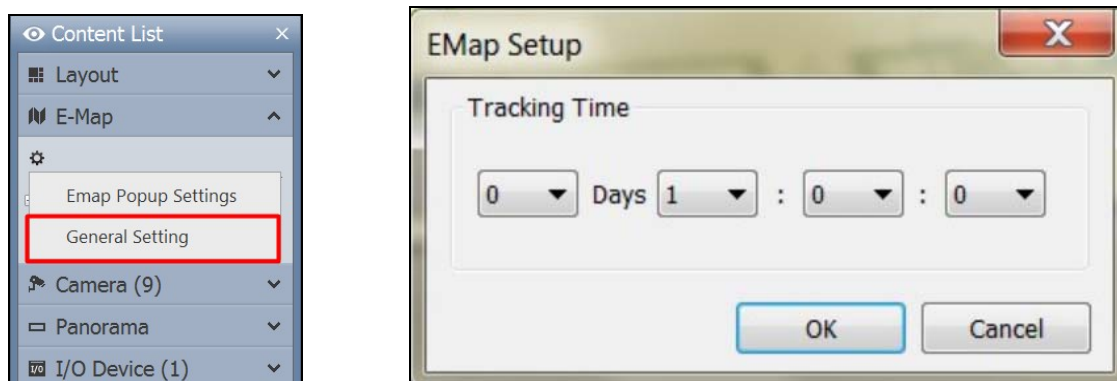 Content List
Layout
E-Map
Emap Popup Settings
General Setting
Camera (9)
Panorama
I/O Device (1)
EMap Setup
Tracking Time
0 Days 1 : 0 : 0
OK Cancel